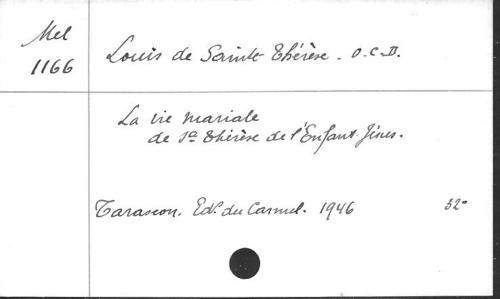 Mel
1166
Louis de Sainte Thérèse. O.C.D.
La vie mariale
de Ste Thérèse de l'Enfant Jésus.
Tarascon. Ed. du Carmel. 1946 32°